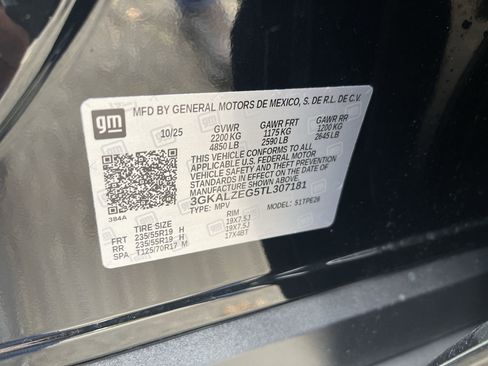 MFD BY GENERAL MOTORS DE MEXICO, S. DE R.L. DE C.V.
gm
10/25 GVWR GAWR FRT GAWR RR
2200 KG 1175 KG 1200 KG
4850 LB 2590 LB 2645 LB
THIS VEHICLE CONFORMS TO ALL
APPLICABLE U.S. FEDERAL MOTOR
VEHICLE SAFETY AND THEFT PREVENTION
STANDARDS IN EFFECT ON THE DATE OF
MANUFACTURE SHOWN ABOVE.
3GKALZEG5TL307181
384A TYPE: MPV MODEL: 51TPE26
TIRE SIZE RIM
FRT 235/55R19 H 19X7.5J
RR 235/55R19 H 19X7.5J
SPA T125/70R17 M 17X4BT